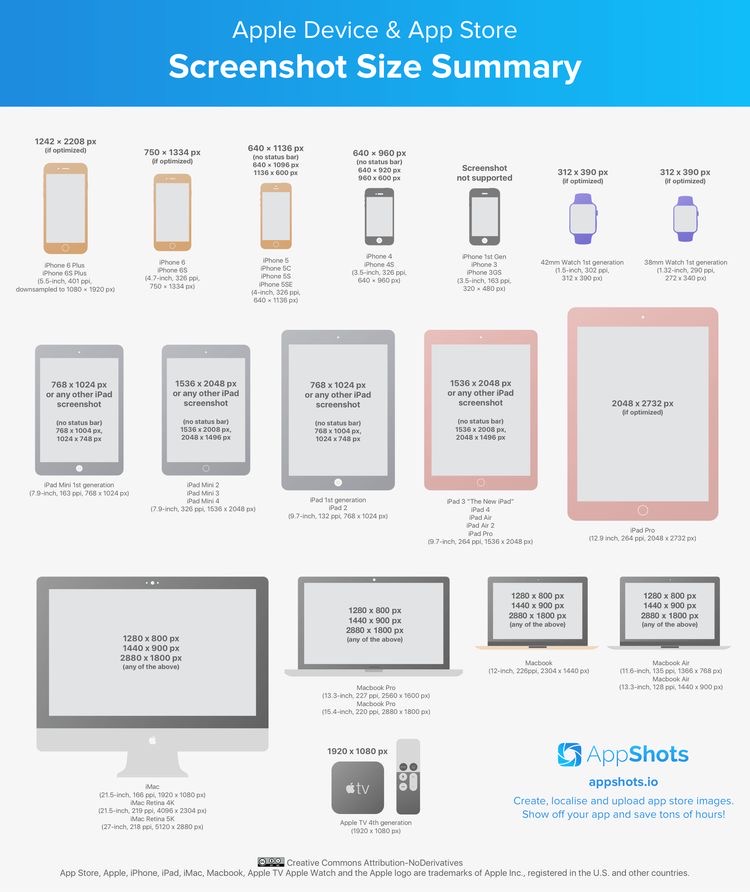 Apple Device & App Store
Screenshot Size Summary
1242 × 2208 px
(if optimized)
iPhone 6 Plus
iPhone 6S Plus
(5.5-inch, 401 ppi,
downsampled to 1080 × 1920 px)
750 × 1334 px
(if optimized)
iPhone 6
iPhone 6S
(4.7-inch, 326 ppi,
750 × 1334 px)
640 × 1136 px
(no status bar)
640 × 1096 px
1136 x 600 px
iPhone 5
iPhone 5C
iPhone 5S
iPhone 5SE
(4-inch, 326 ppi,
640 × 1136 px)
640 × 960 px
(no status bar)
640 × 920 px
960 x 600 px
iPhone 4
iPhone 4S
(3.5-inch, 326 ppi,
640 × 960 px)
Screenshot
not supported
iPhone 1st Gen
iPhone 3
iPhone 3GS
(3.5-inch, 163 ppi,
320 × 480 px)
312 x 390 px
(if optimized)
42mm Watch 1st generation
(1.5-inch, 302 ppi,
312 x 390 px)
312 x 390 px
(if optimized)
38mm Watch 1st generation
(1.32-inch, 290 ppi,
272 x 340 px)
768 x 1024 px
or any other iPad
screenshot
(no status bar)
768 x 1004 px,
1024 x 748 px
iPad Mini 1st generation
(7.9-inch, 163 ppi, 768 x 1024 px)
1536 x 2048 px
or any other iPad
screenshot
(no status bar)
1536 x 2008 px,
2048 x 1496 px
iPad Mini 2
iPad Mini 3
iPad Mini 4
(7.9-inch, 326 ppi, 1536 x 2048 px)
768 x 1024 px
or any other iPad
screenshot
(no status bar)
768 x 1004 px,
1024 x 748 px
iPad 1st generation
iPad 2
(9.7-inch, 132 ppi, 768 x 1024 px)
1536 x 2048 px
or any other iPad
screenshot
(no status bar)
1536 x 2008 px,
2048 x 1496 px
iPad 3 "The New iPad"
iPad 4
iPad Air
iPad Air 2
iPad Pro
(9.7-inch, 264 ppi, 1536 x 2048 px)
2048 x 2732 px
(if optimized)
iPad Pro
(12.9 inch, 264 ppi, 2048 x 2732 px)
1280 x 800 px
1440 x 900 px
2880 x 1800 px
(any of the above)
iMac
(21.5-inch, 166 ppi, 1920 x 1080 px)
iMac Retina 4K
(21.5-inch, 219 ppi, 4096 x 2304 px)
iMac Retina 5K
(27-inch, 218 ppi, 5120 x 2880 px)
1280 x 800 px
1440 x 900 px
2880 x 1800 px
(any of the above)
Macbook Pro
(13.3-inch, 227 ppi, 2560 x 1600 px)
Macbook Pro
(15.4-inch, 220 ppi, 2880 x 1800 px)
1280 x 800 px
1440 x 900 px
2880 x 1800 px
(any of the above)
Macbook
(12-inch, 226ppi, 2304 x 1440 px)
1280 x 800 px
1440 x 900 px
2880 x 1800 px
(any of the above)
Macbook Air
(11.6-inch, 135 ppi, 1366 x 768 px)
Macbook Air
(13.3-inch, 128 ppi, 1440 x 900 px)
1920 x 1080 px
tv
Apple TV 4th generation
(1920 x 1080 px)
AppShots
appshots.io
Create, localise and upload app store images.
Show off your app and save tons of hours!
Creative Commons Attribution-NoDerivatives
App Store, Apple, iPhone, iPad, iMac, Macbook, Apple TV Apple Watch and the Apple logo are trademarks of Apple Inc., registered in the U.S. and other countries.